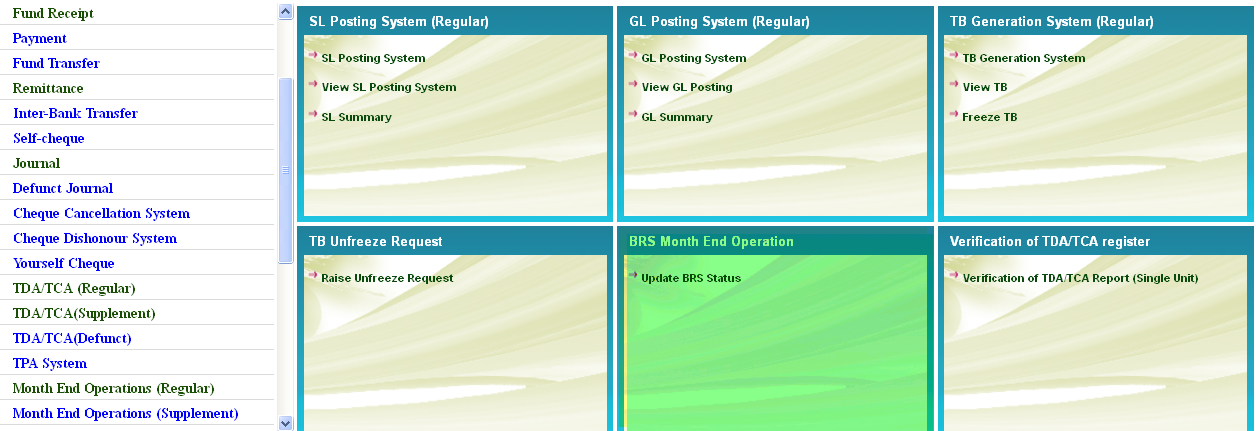 Fund Receipt
Payment
Fund Transfer
Remittance
Inter-Bank Transfer
Self-cheque
Journal
Defunct Journal
Cheque Cancellation System
Cheque Dishonour System
Yourself Cheque
TDA/TCA (Regular)
TDA/TCA(Supplement)
TDA/TCA(Defunct)
TPA System
Month End Operations (Regular)
Month End Operations (Supplement)
SL Posting System (Regular)
SL Posting System
View SL Posting System
SL Summary
GL Posting System (Regular)
GL Posting System
View GL Posting
GL Summary
TB Generation System (Regular)
TB Generation System
View TB
Freeze TB
TB Unfreeze Request
Raise Unfreeze Request
BRS Month End Operation
Update BRS Status
Verification of TDA/TCA register
Verification of TDA/TCA Report (Single Unit)